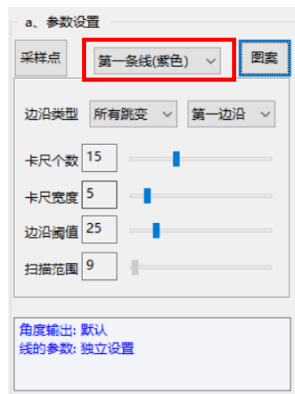 a、参数设置
采样点 第一条线(紫色) 图案
边沿类型 所有跳变 第一边沿
卡尺个数 15
卡尺宽度 5
边沿阈值 25
扫描范围 9
角度输出: 默认
线的参数: 独立设置